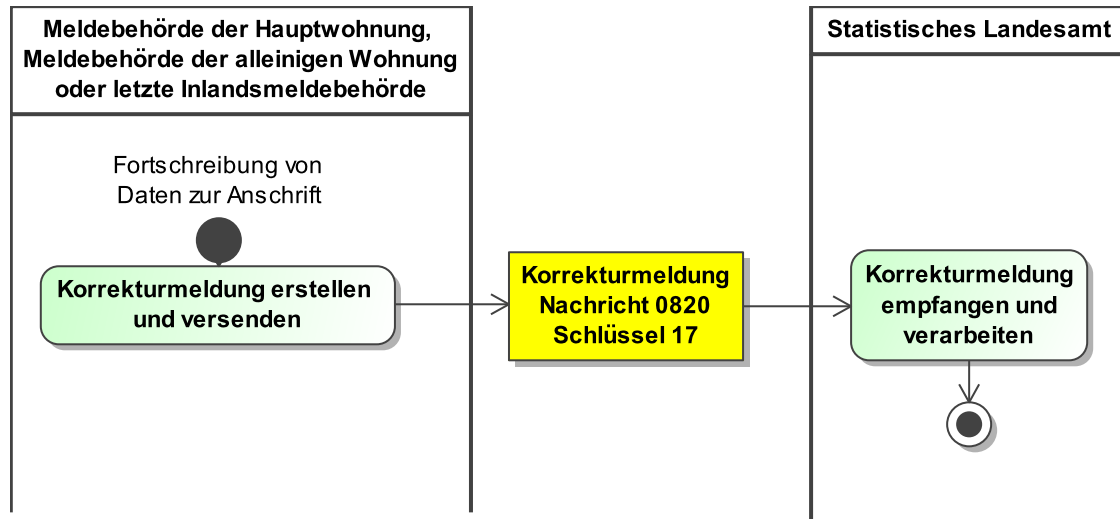 Meldebehörde der Hauptwohnung,
Meldebehörde der alleinigen Wohnung
oder letzte Inlandsmeldebehörde
Statistisches Landesamt
Fortschreibung von
Daten zur Anschrift
Korrekturmeldung erstellen
und versenden
Korrekturmeldung
Nachricht 0820
Schlüssel 17
Korrekturmeldung
empfangen und
verarbeiten